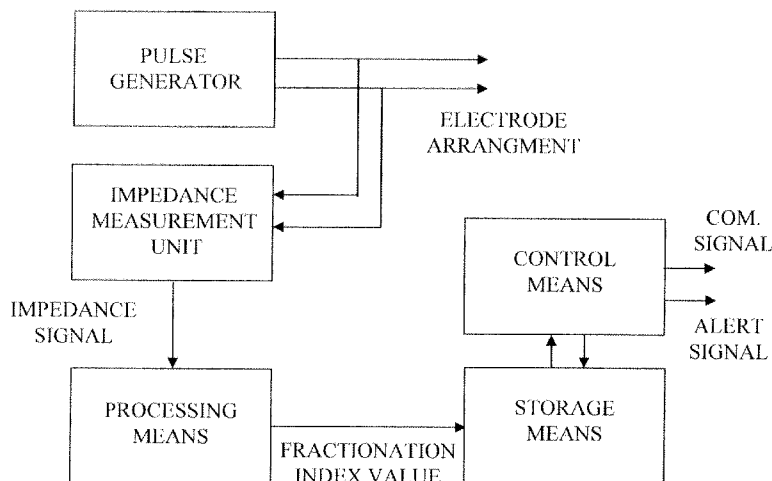 PULSE
GENERATOR
ELECTRODE
ARRANGMENT
IMPEDANCE
MEASUREMENT
UNIT
COM.
SIGNAL
CONTROL
MEANS
IMPEDANCE
SIGNAL
ALERT
SIGNAL
PROCESSING
MEANS
FRACTIONATION
INDEX VALUE
STORAGE
MEANS